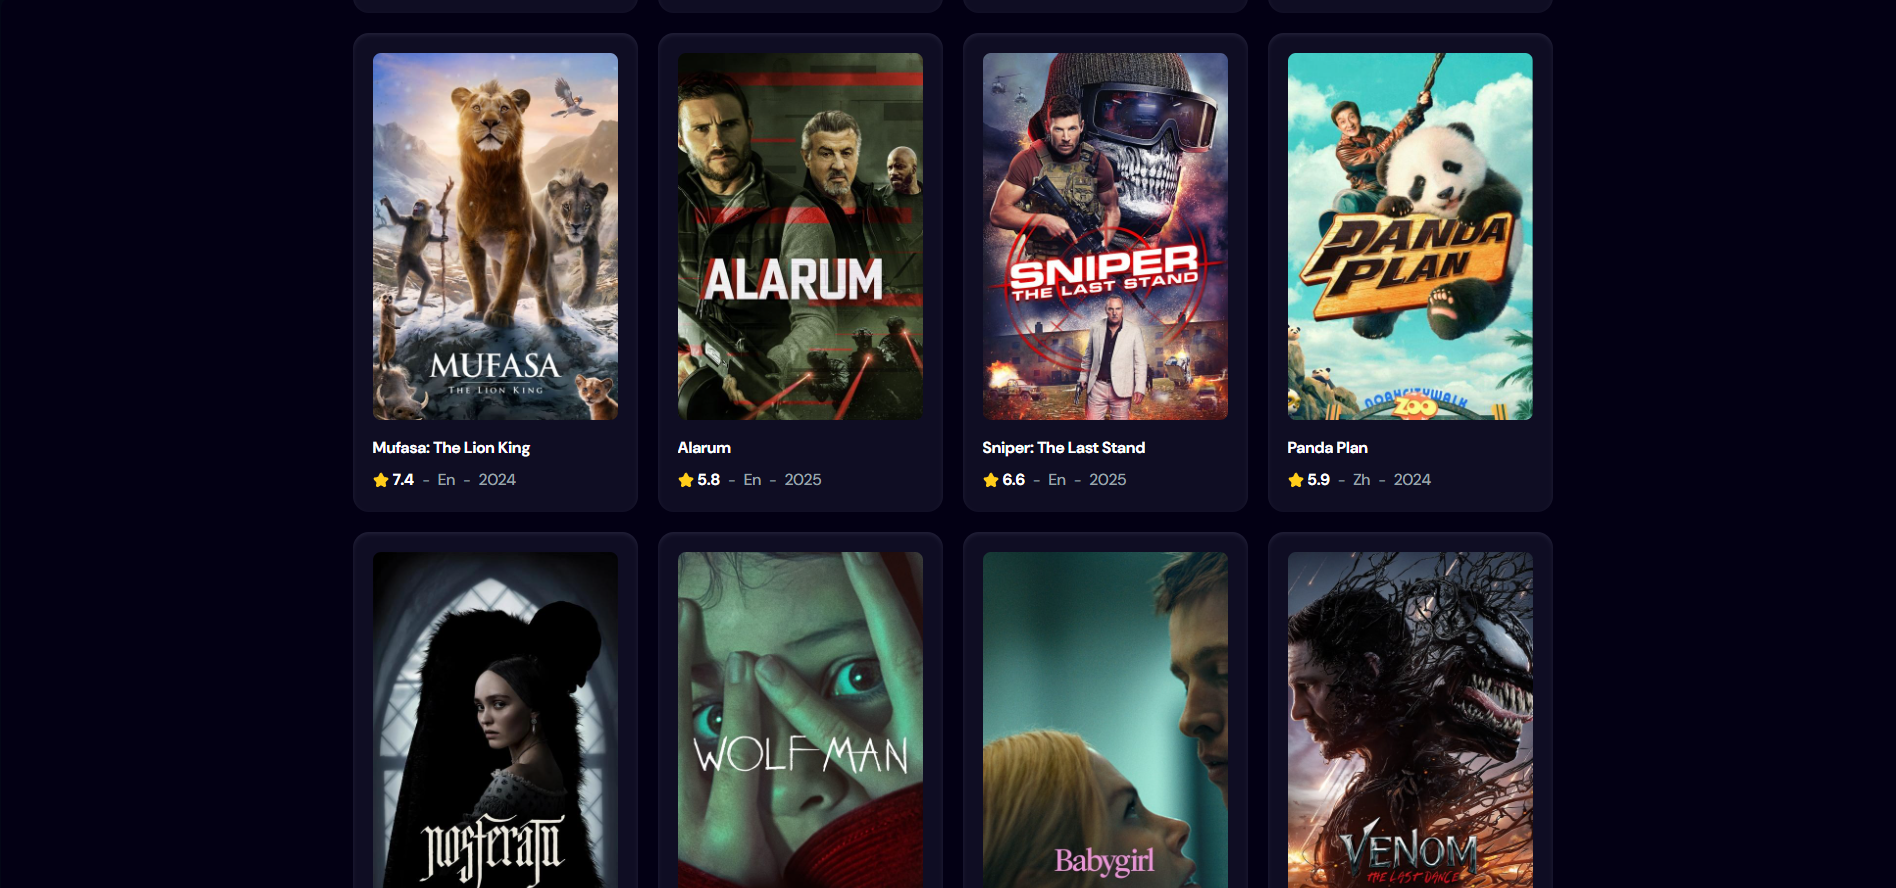 MUFASA
THE LION KING
ALARUM
SNIPER
THE LAST STAND
PANDA
PLAN
ZOO
Mufasa: The Lion King
Alarum
Sniper: The Last Stand
Panda Plan
7.4 - En - 2024
5.8 - En - 2025
6.6 - En - 2025
5.9 - Zh - 2024
nosferatu
WOLF MAN
Babygirl
VENOM
THE LAST DANCE